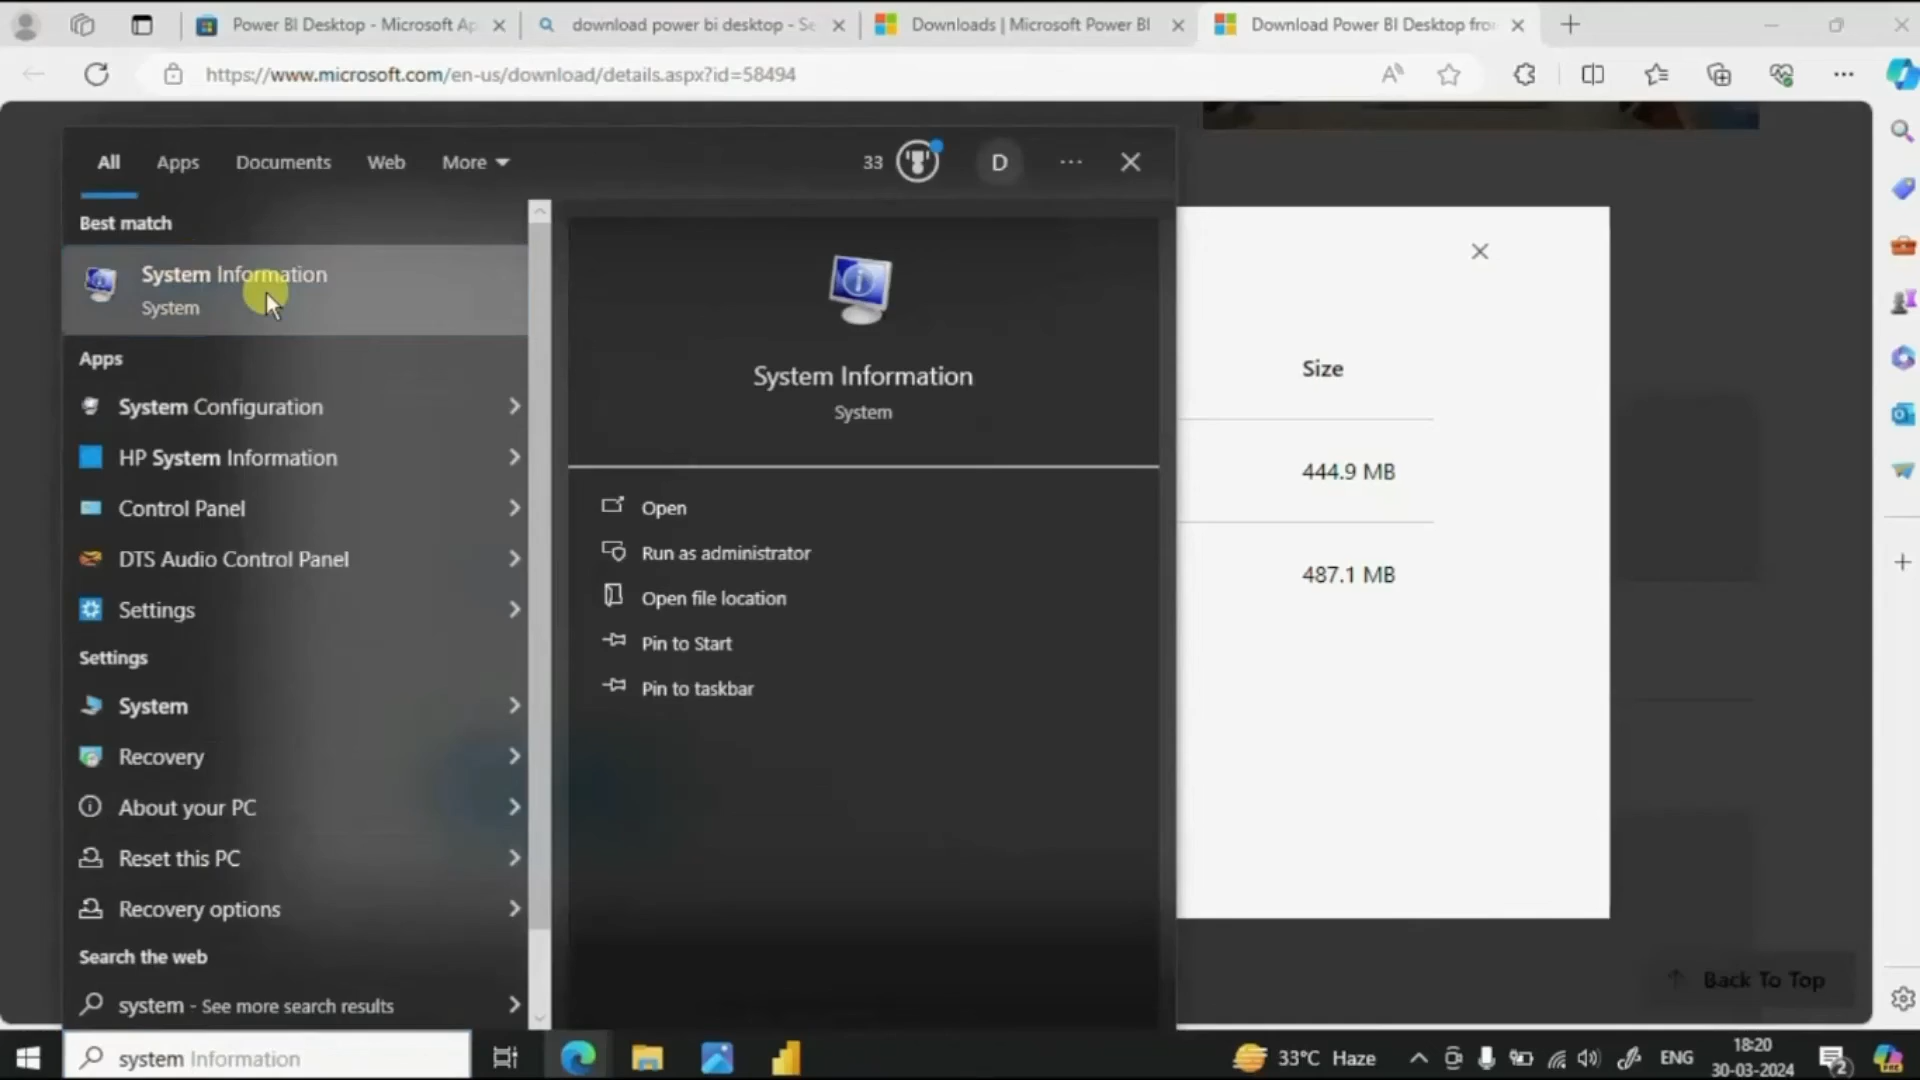 Power BI Desktop - Microsoft Ap
download power bi desktop - Se
Downloads | Microsoft Power BI
Download Power BI Desktop fro
https://www.microsoft.com/en-us/download/details.aspx?id=58494
All
Apps
Documents
Web
More
33
D
Best match
System Information
System
Apps
System Configuration
HP System Information
Control Panel
DTS Audio Control Panel
Settings
Settings
System
Recovery
About your PC
Reset this PC
Recovery options
Search the web
system - See more search results
System Information
System
Open
Run as administrator
Open file location
Pin to Start
Pin to taskbar
Size
444.9 MB
487.1 MB
Back To Top
system Information
33°C Haze
ENG
18:20
30-03-2024
2